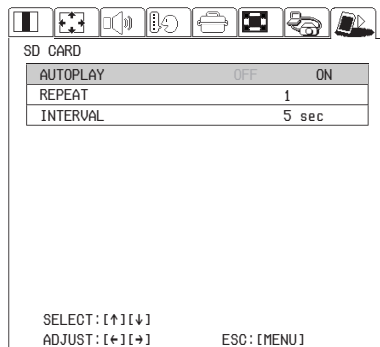 SD CARD
AUTOPLAY OFF ON
REPEAT 1
INTERVAL 5 sec
SELECT:[↑][↓]
ADJUST:[←][→] ESC:[MENU]